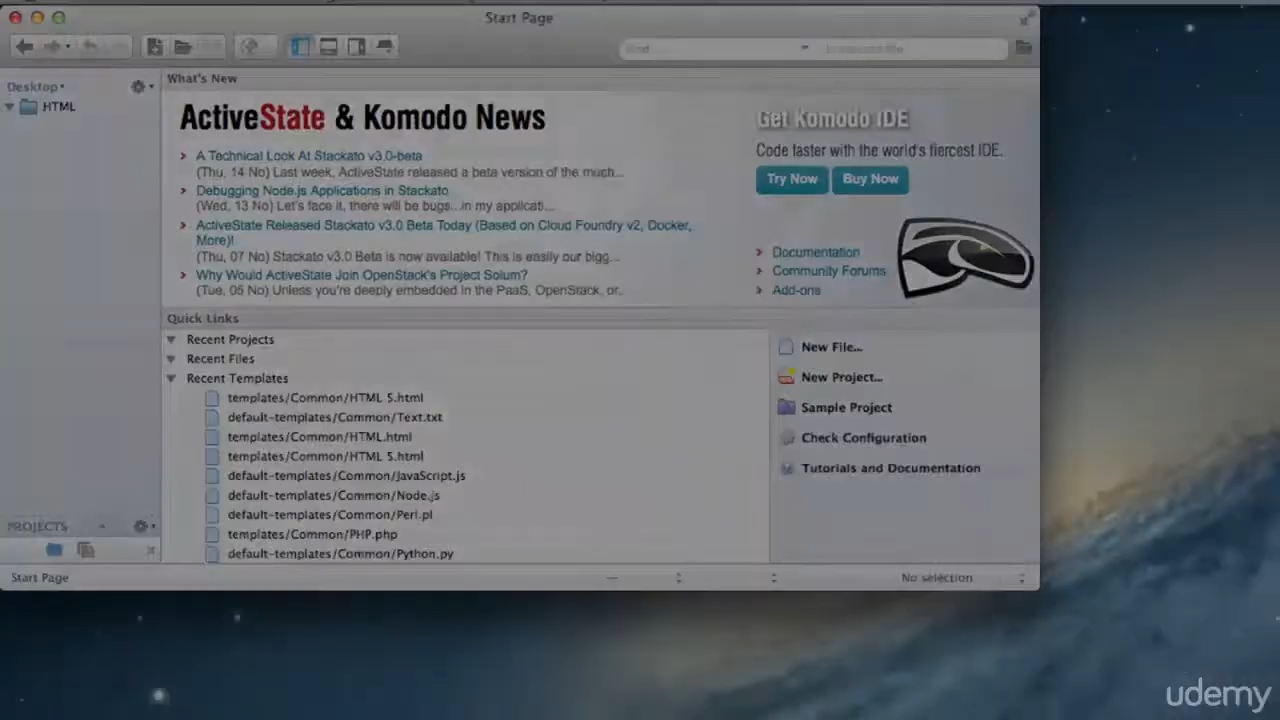 Start Page
Find
Desktop
HTML
What's New
ActiveState & Komodo News
A Technical Look At Stackato v3.0-beta
(Thu, 14 No) Last week, ActiveState released a beta version of the much...
Debugging Node.js Applications in Stackato
(Wed, 13 No) Let's face it, there will be bugs...in my applicati...
ActiveState Released Stackato v3.0 Beta Today (Based on Cloud Foundry v2, Docker,
More)!
(Thu, 07 No) Stackato v3.0 Beta is now available! This is easily our bigg...
Why Would ActiveState Join OpenStack's Project Solum?
(Tue, 05 No) Unless you're deeply embedded in the PaaS, OpenStack, or...
Get Komodo IDE
Code faster with the world's fiercest IDE.
Try Now
Buy Now
Documentation
Community Forums
Add-ons
Quick Links
Recent Projects
Recent Files
Recent Templates
templates/Common/HTML 5.html
default-templates/Common/Text.txt
templates/Common/HTML.html
templates/Common/HTML 5.html
default-templates/Common/JavaScript.js
default-templates/Common/Node.js
default-templates/Common/Perl.pl
templates/Common/PHP.php
default-templates/Common/Python.py
New File...
New Project...
Sample Project
Check Configuration
Tutorials and Documentation
PROJECTS
Start Page
No selection
udemy